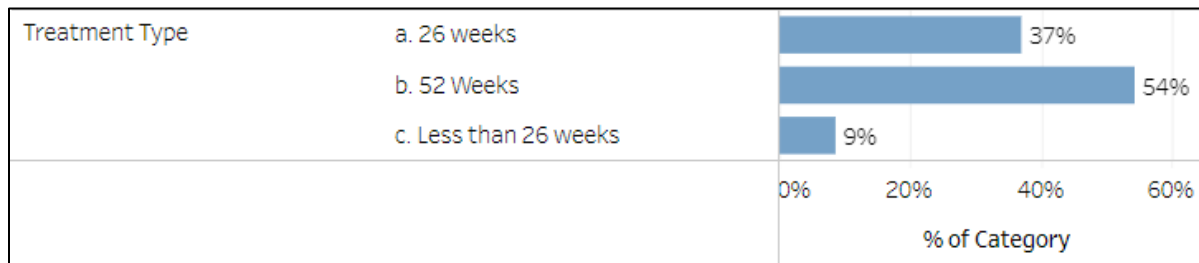 Treatment Type a. 26 weeks 37%
b. 52 Weeks 54%
c. Less than 26 weeks 9%
0% 20% 40% 60%
% of Category